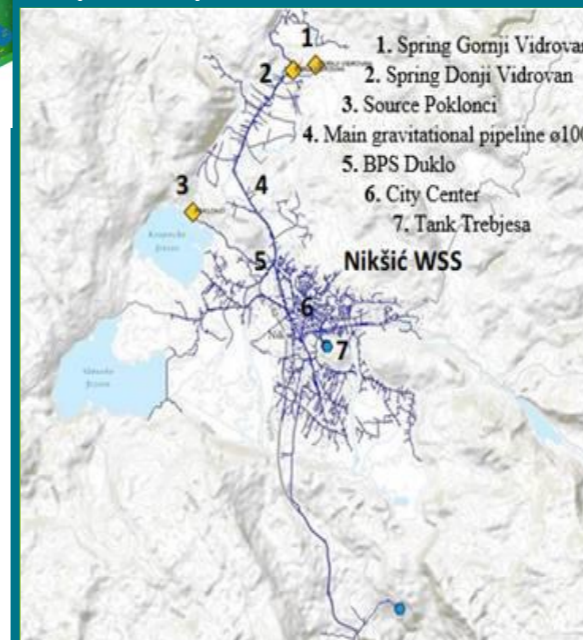 1
1. Spring Gornji Vidrovan
2
2. Spring Donji Vidrovan
3. Source Poklonci
4. Main gravitational pipeline ø100
3
4
5. BPS Duklo
6. City Center
7. Tank Trebjesa
5
Nikšić WSS
6
7